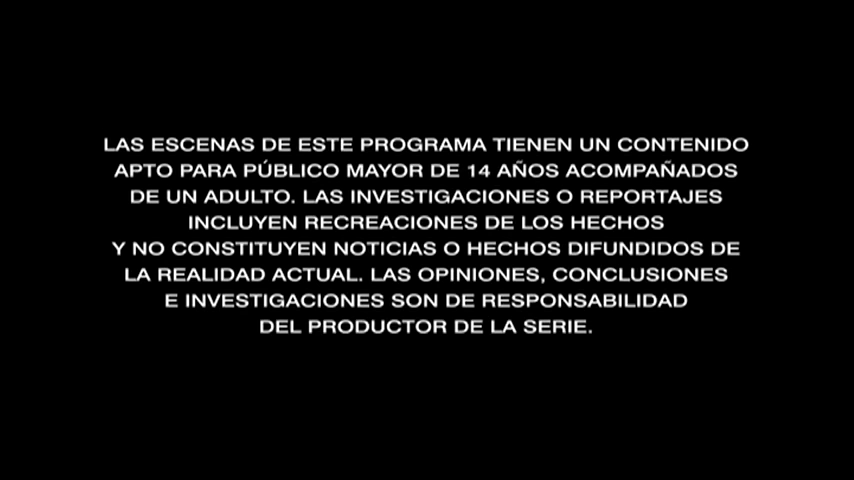 LAS ESCENAS DE ESTE PROGRAMA TIENEN UN CONTENIDO
APTO PARA PÚBLICO MAYOR DE 14 AÑOS ACOMPAÑADOS
DE UN ADULTO. LAS INVESTIGACIONES O REPORTAJES
INCLUYEN RECREACIONES DE LOS HECHOS
Y NO CONSTITUYEN NOTICIAS O HECHOS DIFUNDIDOS DE
LA REALIDAD ACTUAL. LAS OPINIONES, CONCLUSIONES
E INVESTIGACIONES SON DE RESPONSABILIDAD
DEL PRODUCTOR DE LA SERIE.